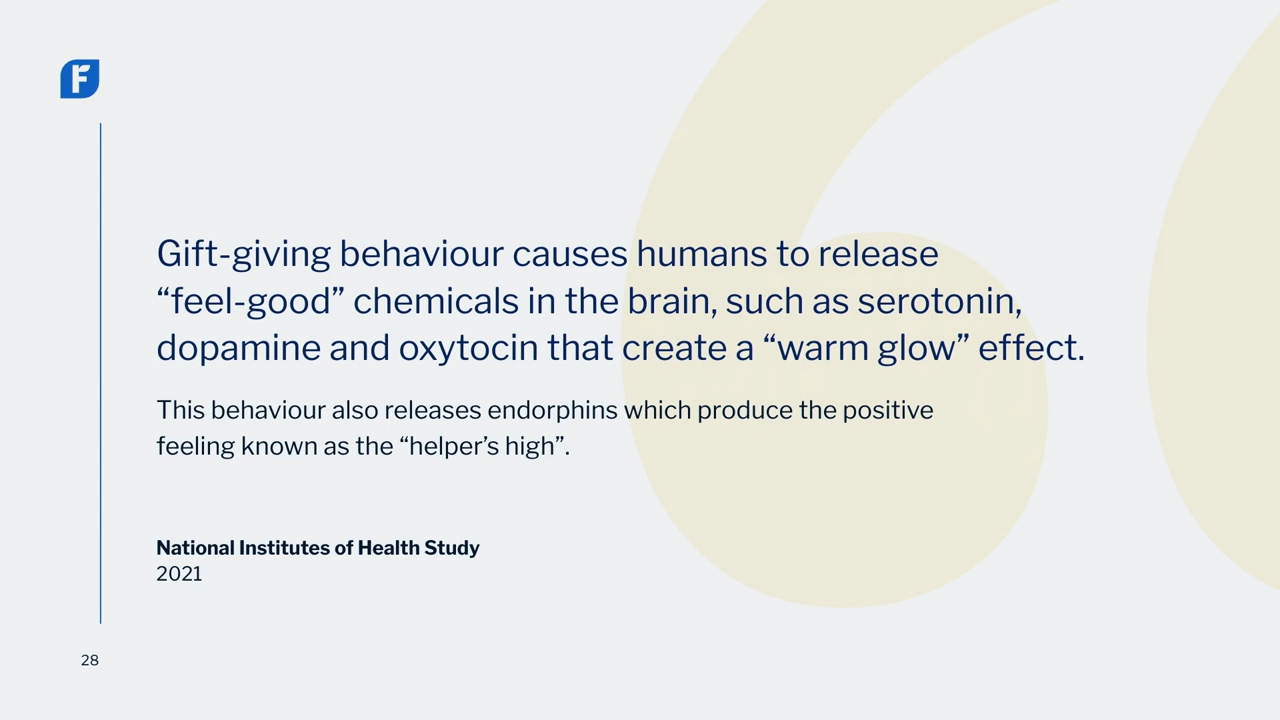 F
Gift-giving behaviour causes humans to release
“feel-good” chemicals in the brain, such as serotonin,
dopamine and oxytocin that create a “warm glow” effect.
This behaviour also releases endorphins which produce the positive
feeling known as the “helper’s high”.
National Institutes of Health Study
2021
28